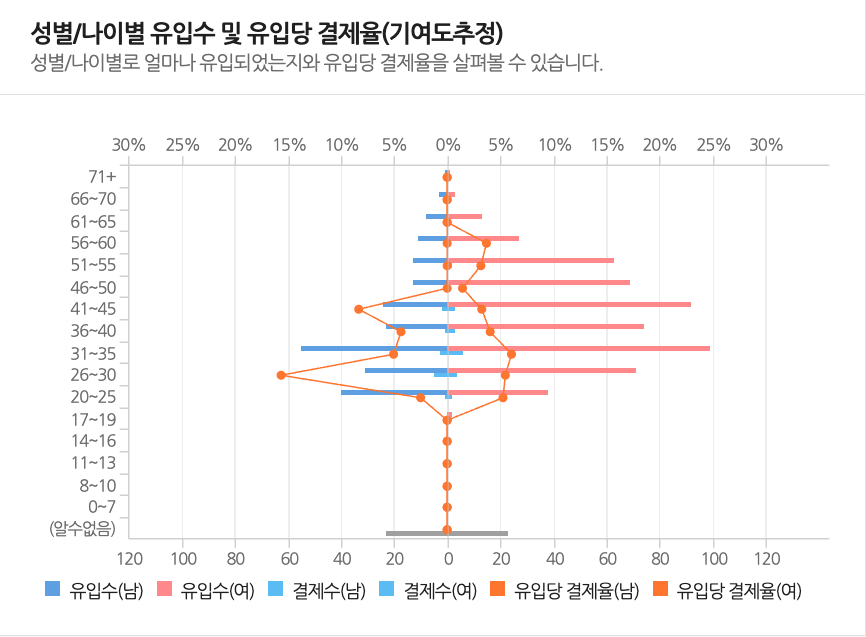 성별/나이별 유입수 및 유입당 결제율(기여도추정)
성별/나이별로 얼마나 유입되었는지와 유입당 결제율을 살펴볼 수 있습니다.
30% 25% 20% 15% 10% 5% 0% 5% 10% 15% 20% 25% 30%
71+
66~70
61~65
56~60
51~55
46~50
41~45
36~40
31~35
26~30
20~25
17~19
14~16
11~13
8~10
0~7
(알수없음)
120 100 80 60 40 20 0 20 40 60 80 100 120
유입수(남) 유입수(여) 결제수(남) 결제수(여) 유입당 결제율(남) 유입당 결제율(여)